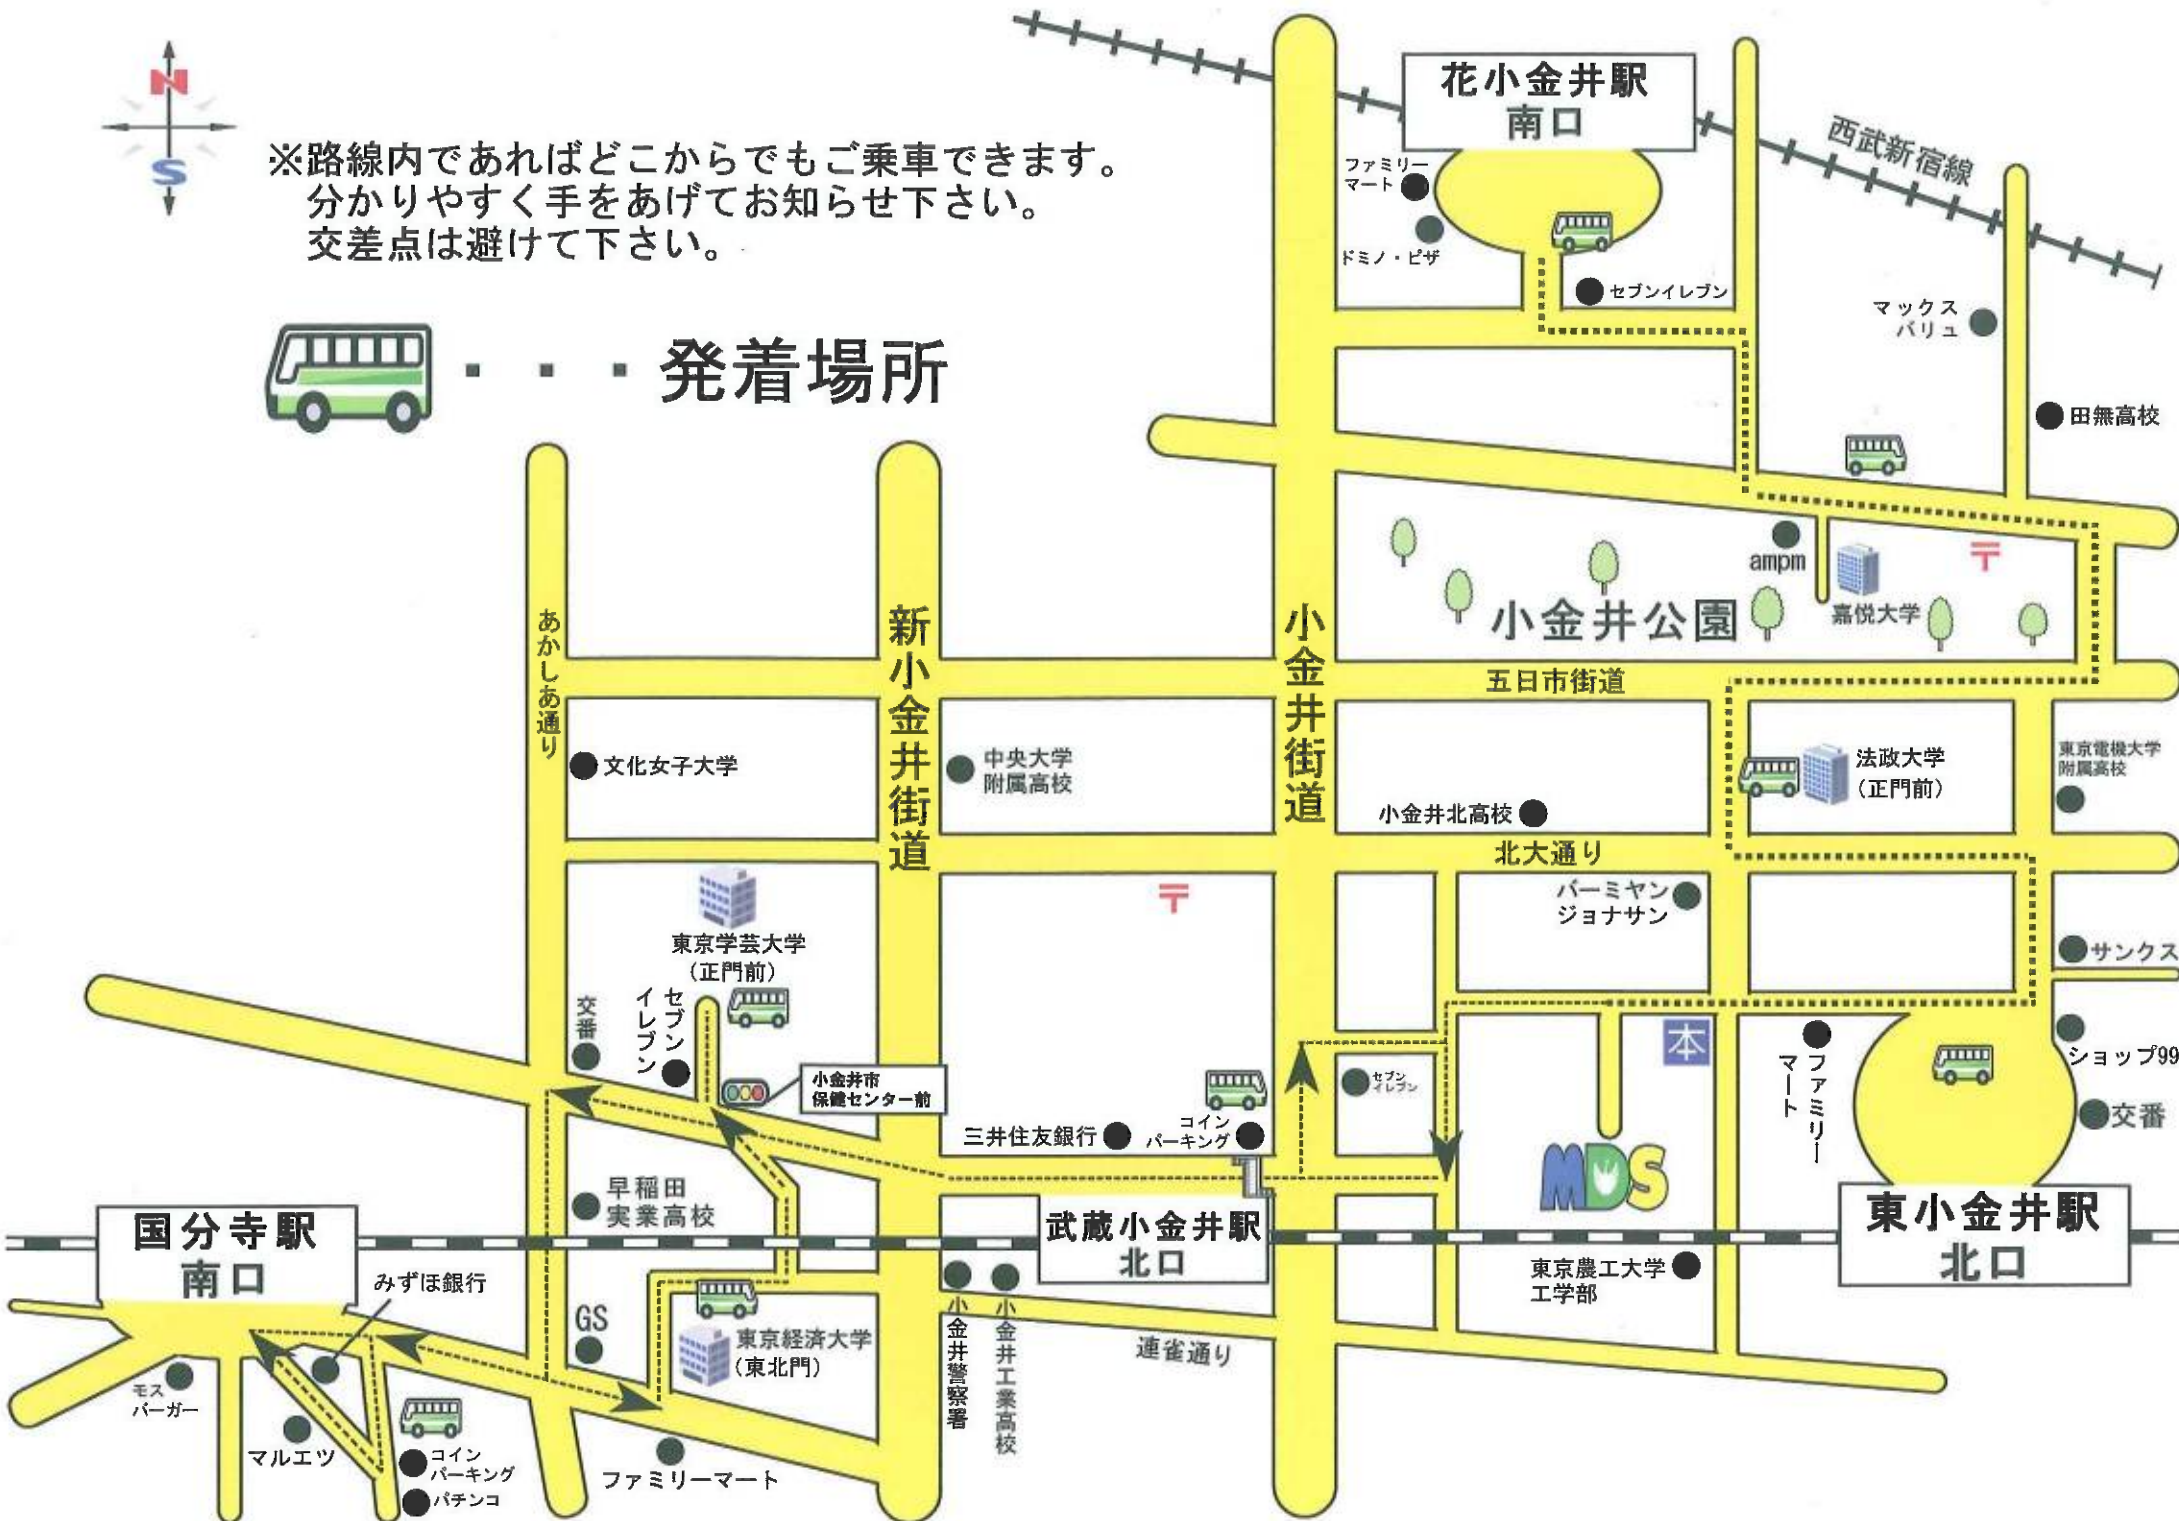 N
S
※路線内であればどこからでもご乗車できます。
分かりやすく手をあげてお知らせ下さい。
交差点は避けて下さい。
・・・発着場所
花小金井駅
南口
西武新宿線
ファミリー
マート
ドミノ・ピザ
セブンイレブン
マックス
バリュ
田無高校
ampm
嘉悦大学
〒
小金井公園
あかしあ通り
新小金井街道
小金井街道
五日市街道
文化女子大学
中央大学
附属高校
小金井北高校
法政大学
(正門前)
東京電機大学
附属高校
北大通り
バーミヤン
ジョナサン
〒
東京学芸大学
(正門前)
サンクス
交番
セブン
イレブン
小金井市
保健センター前
三井住友銀行
コイン
パーキング
セブン
イレブン
本
ファミリー
マート
ショップ99
交番
MDS
早稲田
実業高校
国分寺駅
南口
武蔵小金井駅
北口
東小金井駅
北口
みずほ銀行
GS
東京経済大学
(東北門)
小金井警察署
小金井工業高校
連雀通り
東京農工大学
工学部
モス
バーガー
マルエツ
コイン
パーキング
パチンコ
ファミリーマート